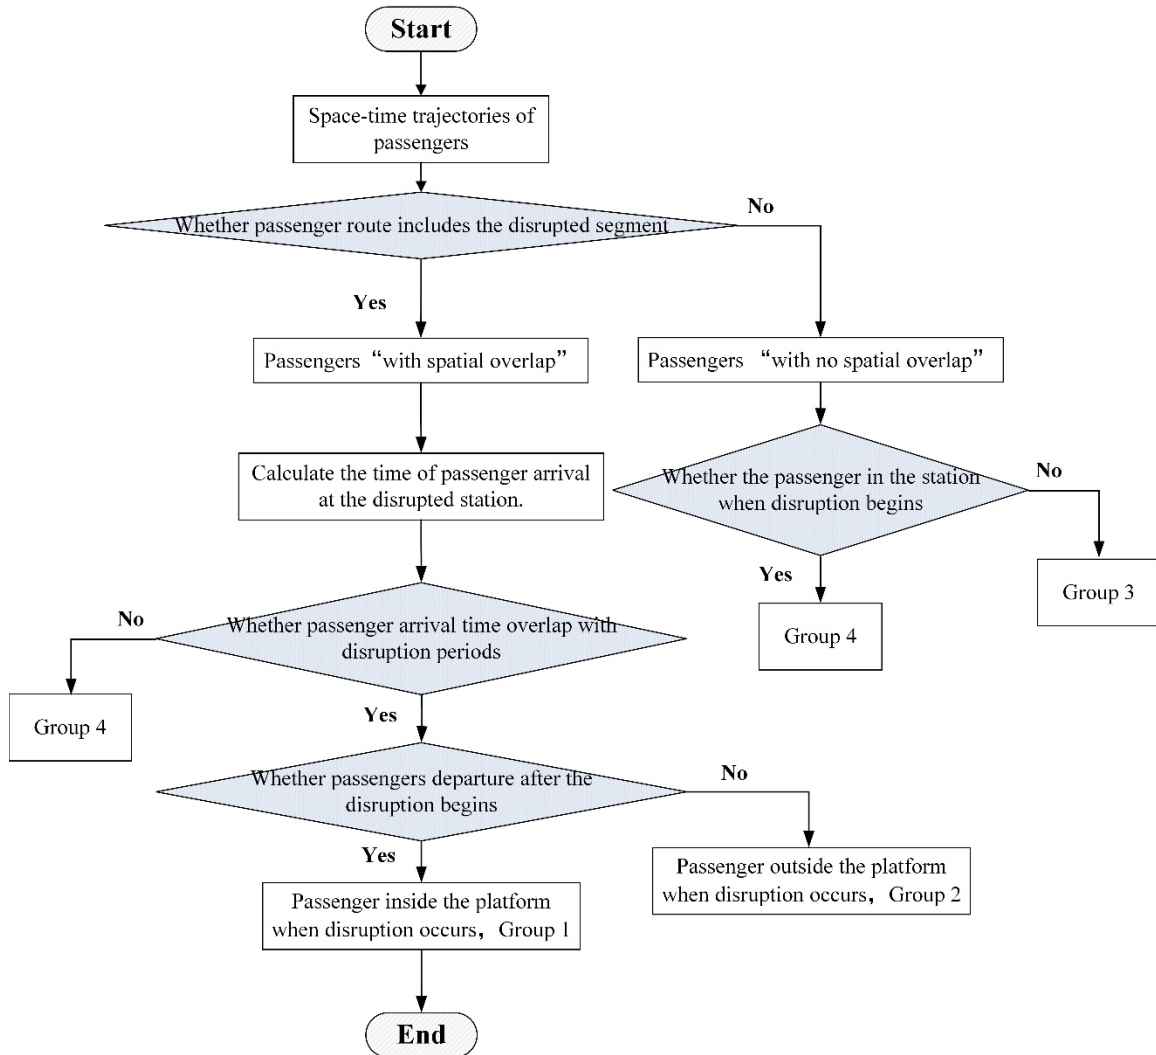 Start
Space-time trajectories of
passengers
Whether passenger route includes the disrupted segment
No
Yes
Passengers “with spatial overlap”
Passengers “with no spatial overlap”
Calculate the time of passenger arrival
at the disrupted station.
Whether the passenger in the station
when disruption begins
No
Yes
Group 3
Group 4
Whether passenger arrival time overlap with
disruption periods
No
Group 4
Yes
Whether passengers departure after the
disruption begins
No
Yes
Passenger outside the platform
when disruption occurs, Group 2
Passenger inside the platform
when disruption occurs, Group 1
End